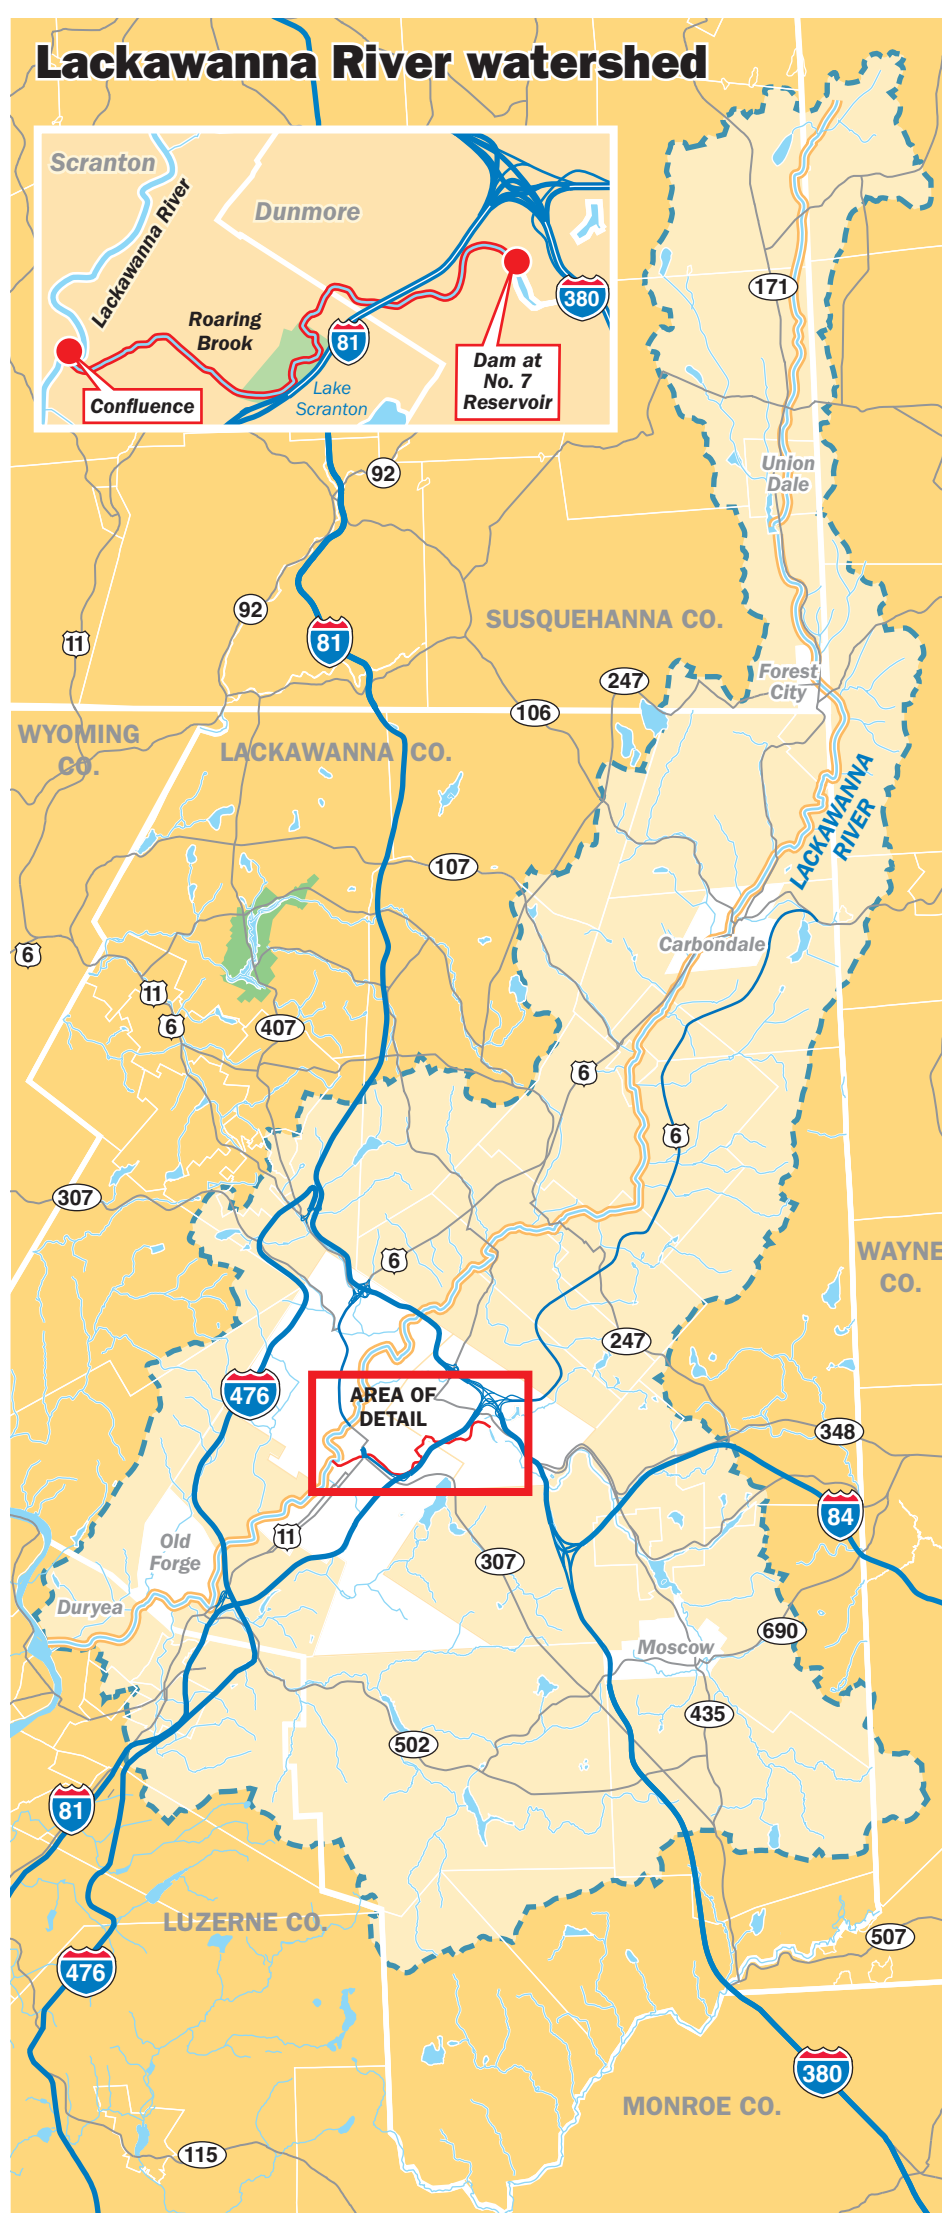 Lackawanna River watershed
Scranton
Dunmore
Lackawanna River
Roaring
Brook
81
380
Dam at
No. 7
Reservoir
Confluence
Lake
Scranton
171
Union
Dale
92
92
11
81
SUSQUEHANNA CO.
Forest
City
247
106
WYOMING
CO.
LACKAWANNA CO.
LACKAWANNA
RIVER
107
Carbondale
6
11
6
407
6
6
307
6
WAYNE
CO.
247
476
AREA OF
DETAIL
348
84
11
Old
Forge
307
Duryea
690
Moscow
435
502
81
LUZERNE CO.
507
476
380
MONROE CO.
115